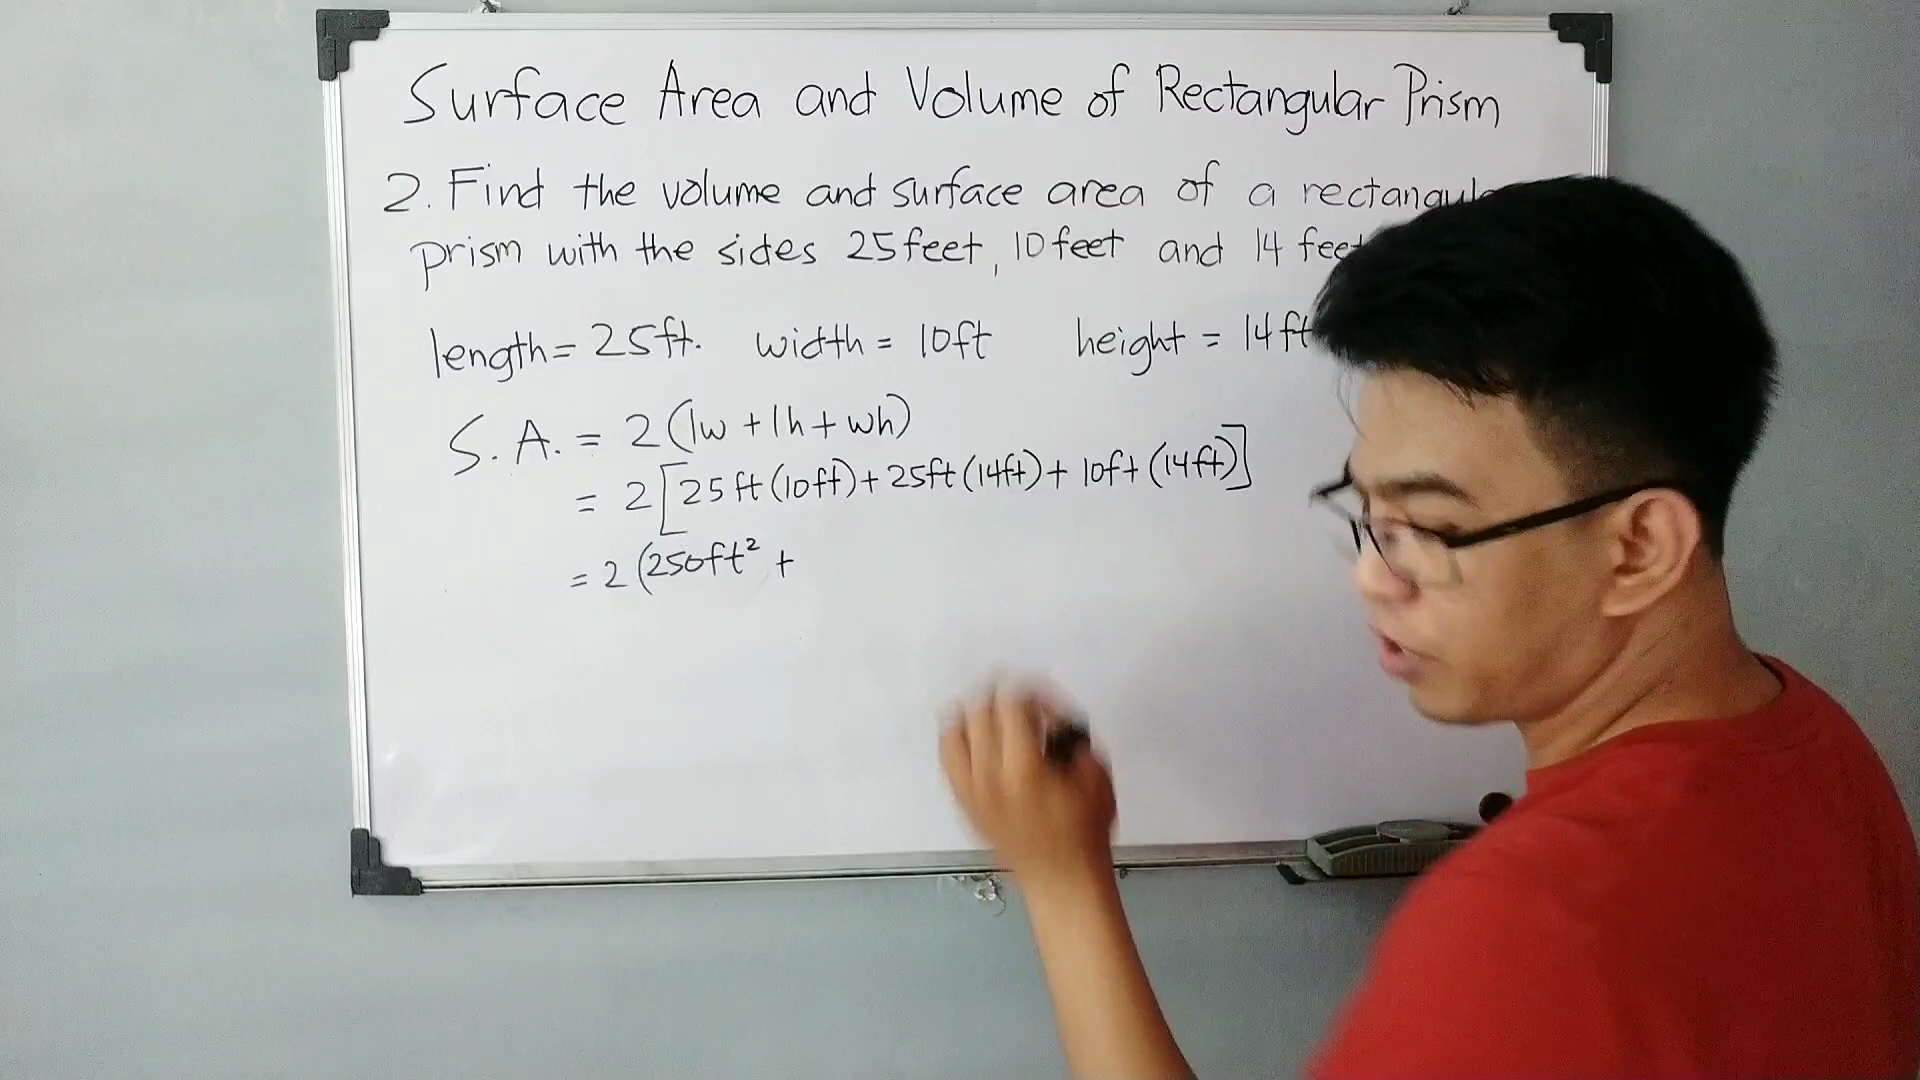 Surface Area and Volume of Rectangular Prism
2. Find the volume and surface area of a
prism with the sides 25 feet, 10 feet and 14
length = 25ft. width = 10ft height = 14ft
S.A. = 2(lw + lh + wh)
= 2[25ft(10ft) + 25ft(14ft) + 10ft(14ft)]
= 2(250ft² +